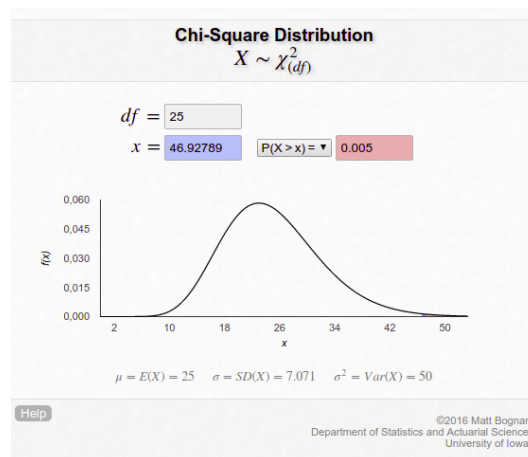 Chi-Square Distribution
X ~ χ²(df)
df = 25
x = 46.92789 P(X > x) = 0.005
0,060
0,045
0,030
0,015
0,000
f(x)
2 10 18 26 34 42 50
x
μ = E(X) = 25 σ = SD(X) = 7.071 σ² = Var(X) = 50
Help
©2016 Matt Bognar
Department of Statistics and Actuarial Science
University of Iowa